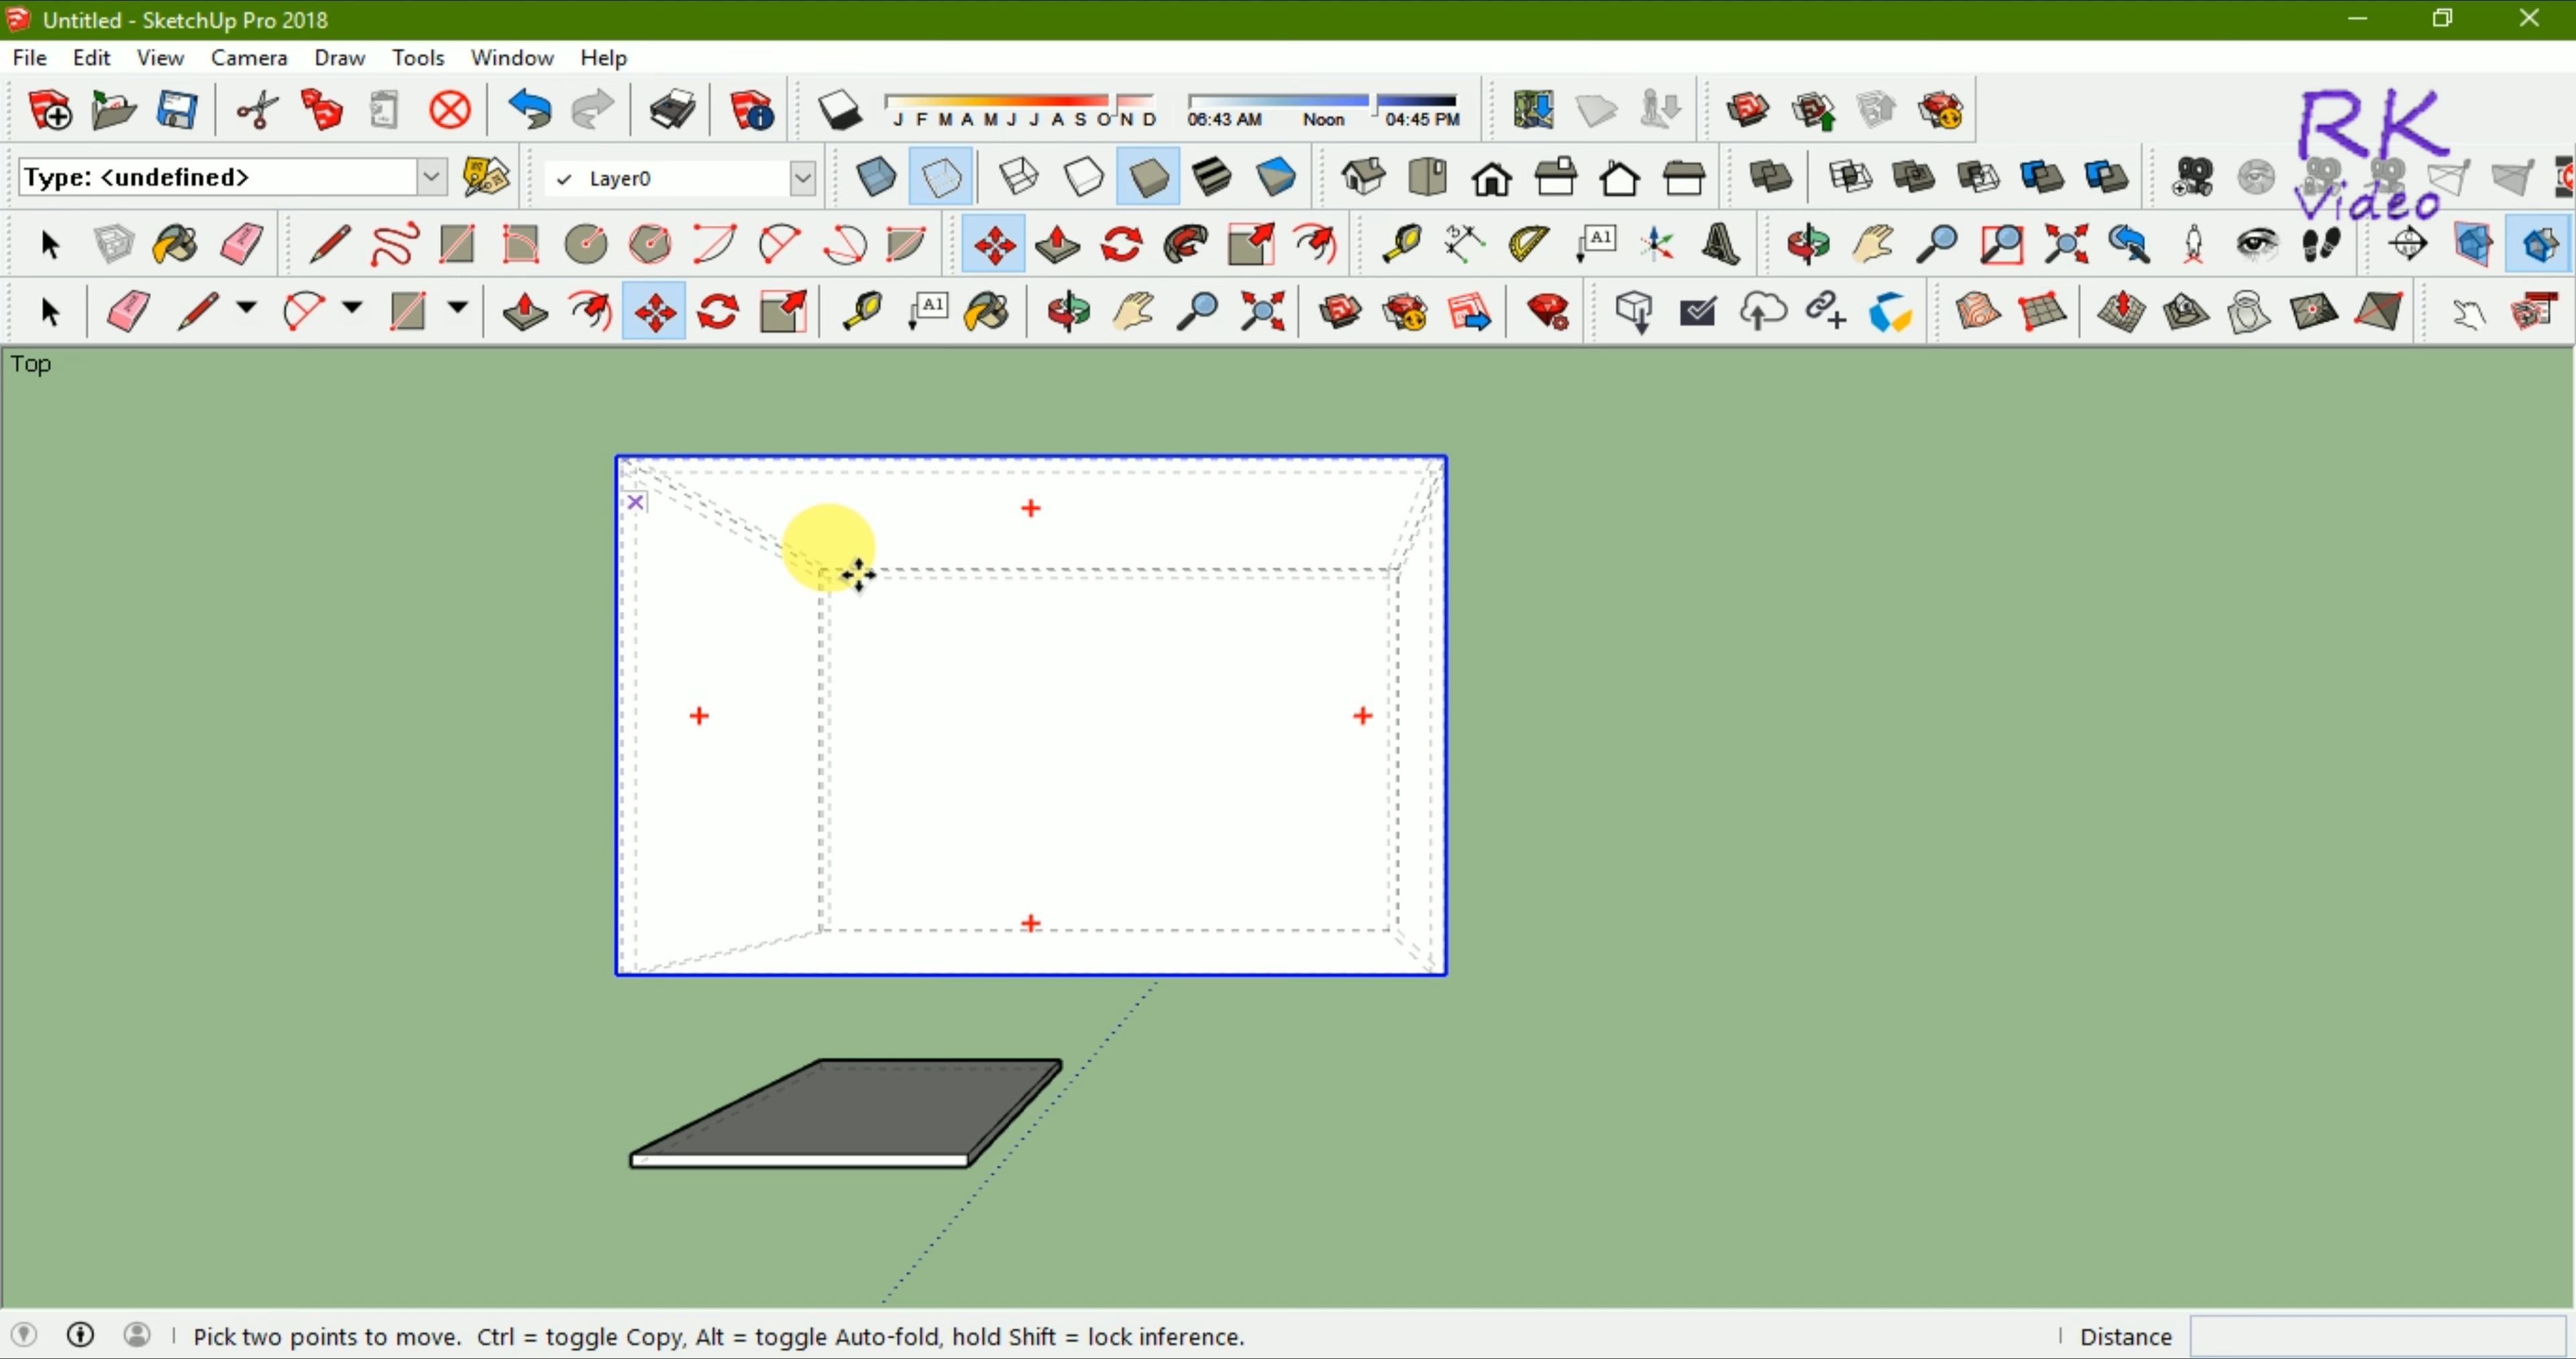 Untitled - SketchUp Pro 2018
File Edit View Camera Draw Tools Window Help
J F M A M J J A S O N D 06:43 AM Noon 04:45 PM
RK
Video
Type: <undefined> Layer0
A1
A1
Top
Pick two points to move. Ctrl = toggle Copy, Alt = toggle Auto-fold, hold Shift = lock inference. Distance